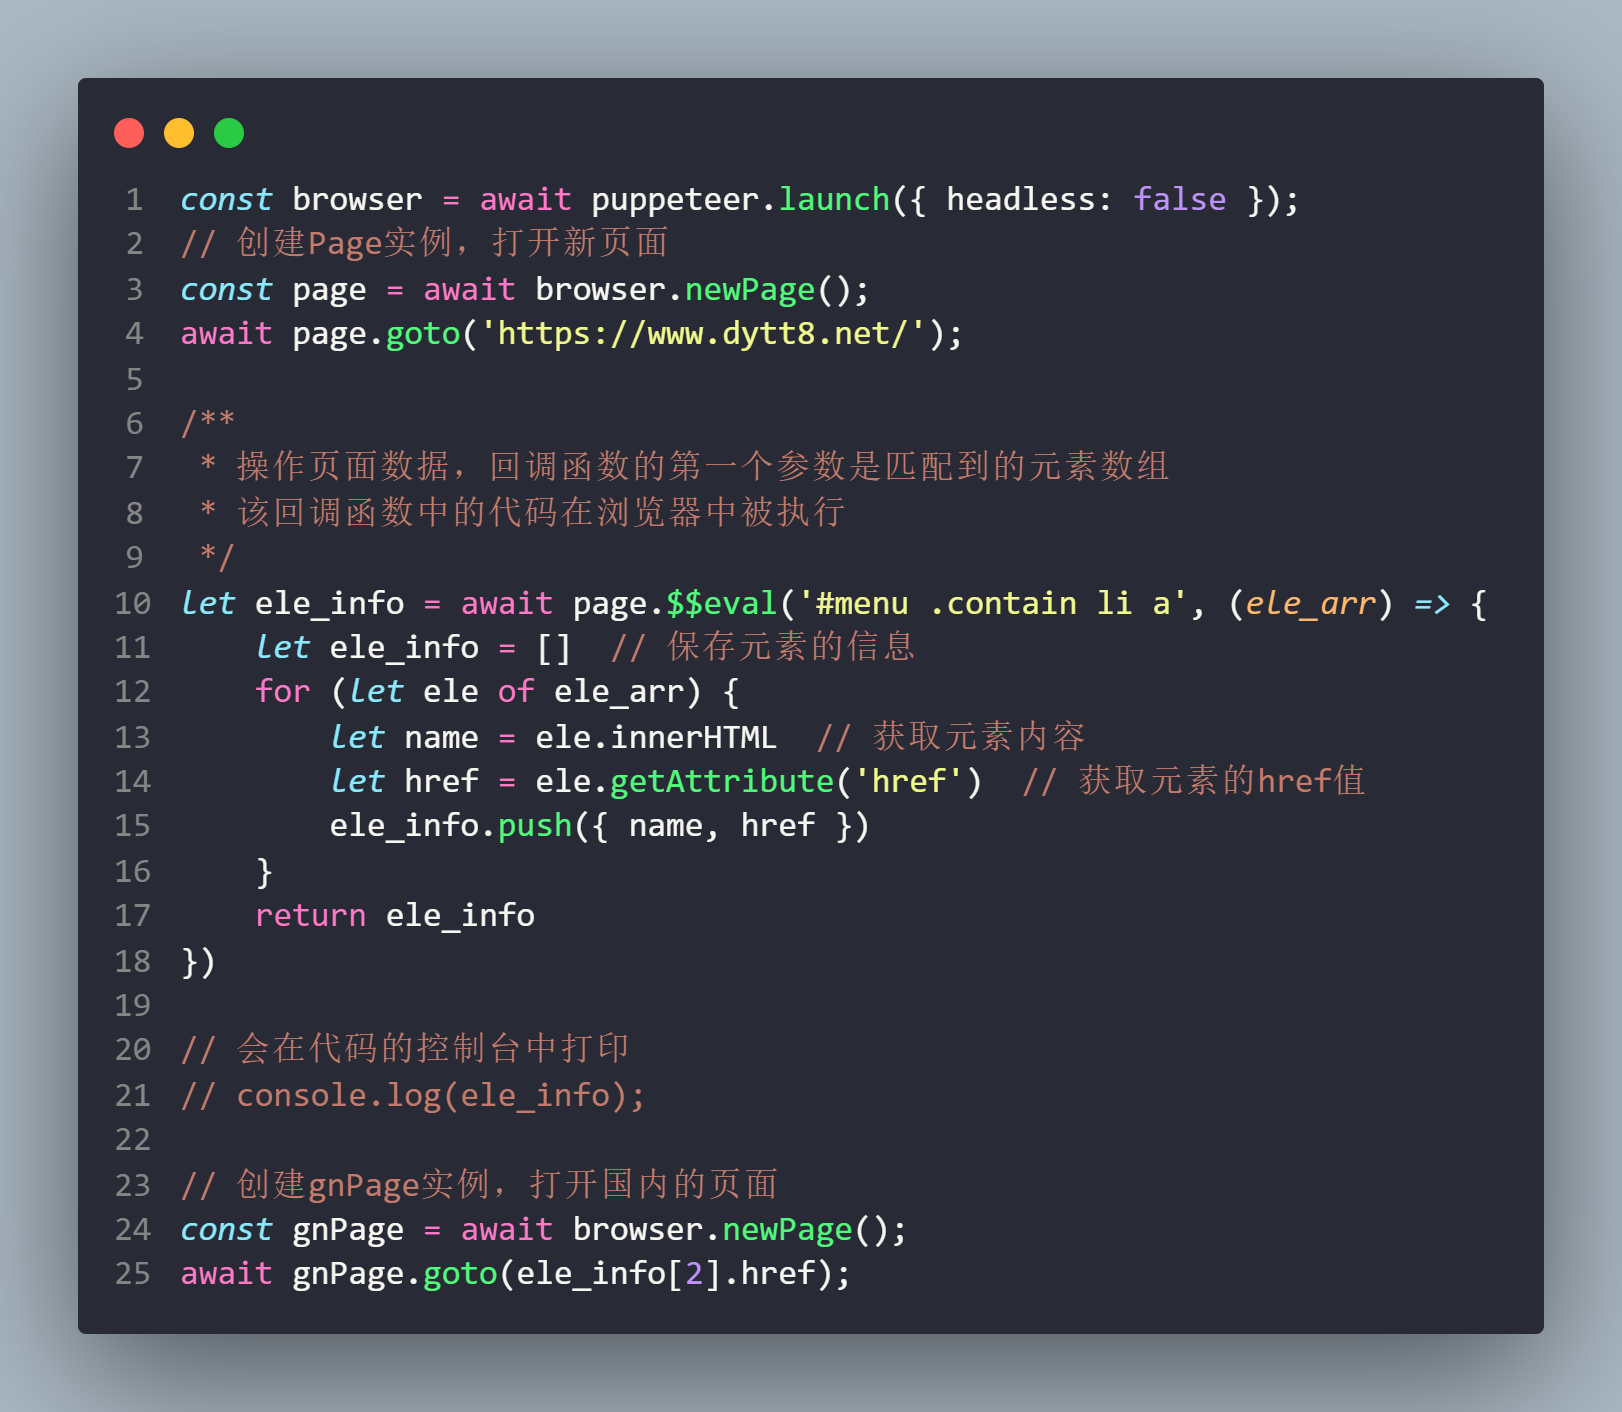 1 const browser = await puppeteer.launch({ headless: false });
2 // 创建Page实例，打开新页面
3 const page = await browser.newPage();
4 await page.goto('https://www.dytt8.net/');
5
6 /**
7  * 操作页面数据，回调函数的第一个参数是匹配到的元素数组
8  * 该回调函数中的代码在浏览器中被执行
9  */
10 let ele_info = await page.$$eval('#menu .contain li a', (ele_arr) => {
11     let ele_info = []  // 保存元素的信息
12     for (let ele of ele_arr) {
13         let name = ele.innerHTML  // 获取元素内容
14         let href = ele.getAttribute('href')  // 获取元素的href值
15         ele_info.push({ name, href })
16     }
17     return ele_info
18 })
19
20 // 会在代码的控制台中打印
21 // console.log(ele_info);
22
23 // 创建gnPage实例，打开国内的页面
24 const gnPage = await browser.newPage();
25 await gnPage.goto(ele_info[2].href);